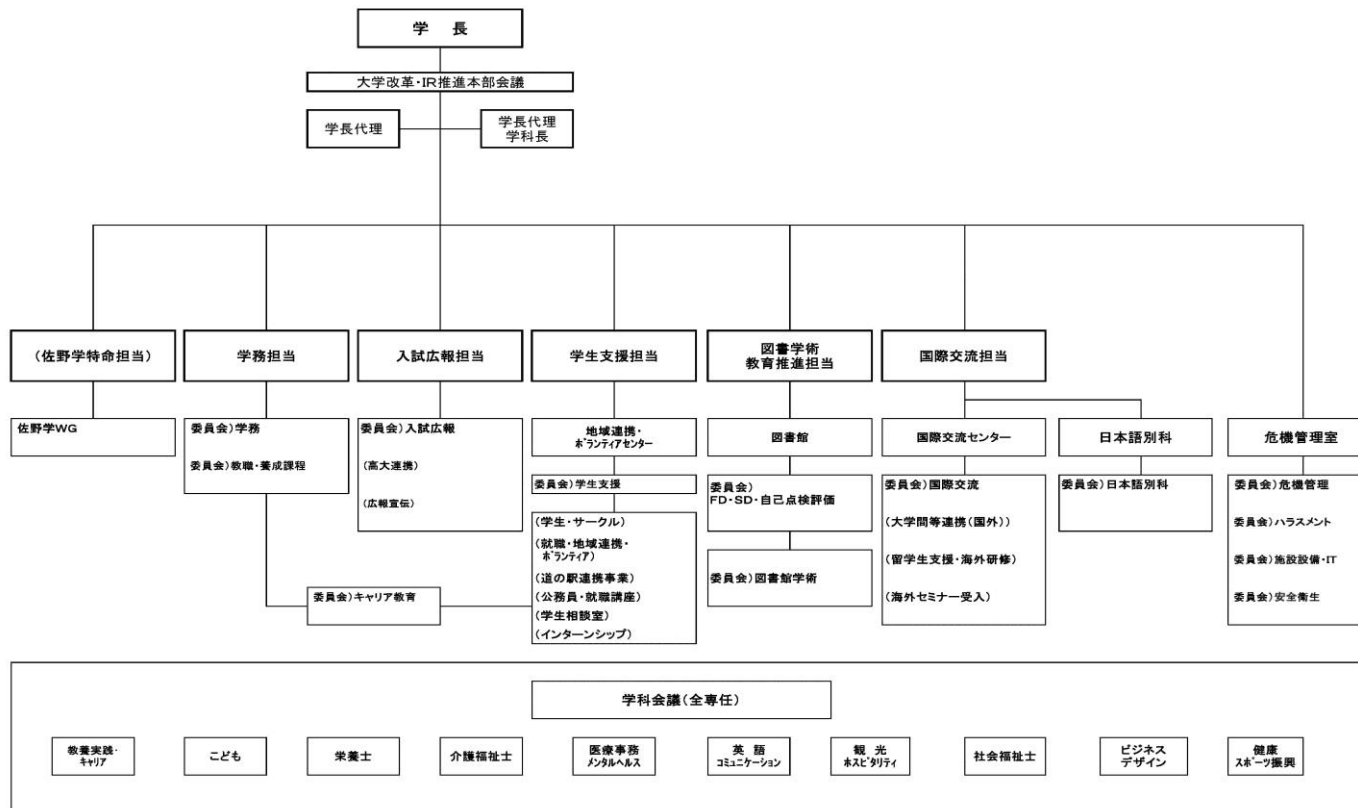 学　長
大学改革・IR推進本部会議
学長代理
学長代理
学科長
(佐野学特命担当)
学務担当
入試広報担当
学生支援担当
図書学術
教育推進担当
国際交流担当
佐野学WG
委員会)学務
委員会)教職・養成課程
委員会)入試広報
(高大連携)
(広報宣伝)
地域連携・
ボランティアセンター
委員会)学生支援
(学生・サークル)
(就職・地域連携・
ボランティア)
(道の駅連携事業)
(公務員・就職講座)
(学生相談室)
(インターンシップ)
委員会)キャリア教育
図書館
委員会)
FD・SD・自己点検評価
委員会)図書館学術
国際交流センター
委員会)国際交流
(大学間等連携(国外))
(留学生支援・海外研修)
(海外セミナー受入)
日本語別科
委員会)日本語別科
危機管理室
委員会)危機管理
委員会)ハラスメント
委員会)施設設備・IT
委員会)安全衛生
学科会議(全専任)
教養実践・
キャリア
こども
栄養士
介護福祉士
医療事務
メンタルヘルス
英　語
コミュニケーション
観　光
ホスピタリティ
社会福祉士
ビジネス
デザイン
健康
スポーツ振興